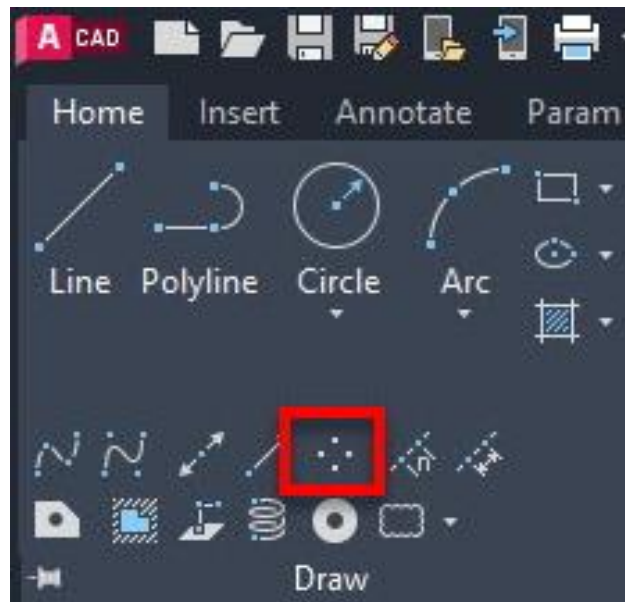 A CAD
Home Insert Annotate Param
Line Polyline Circle Arc
Draw